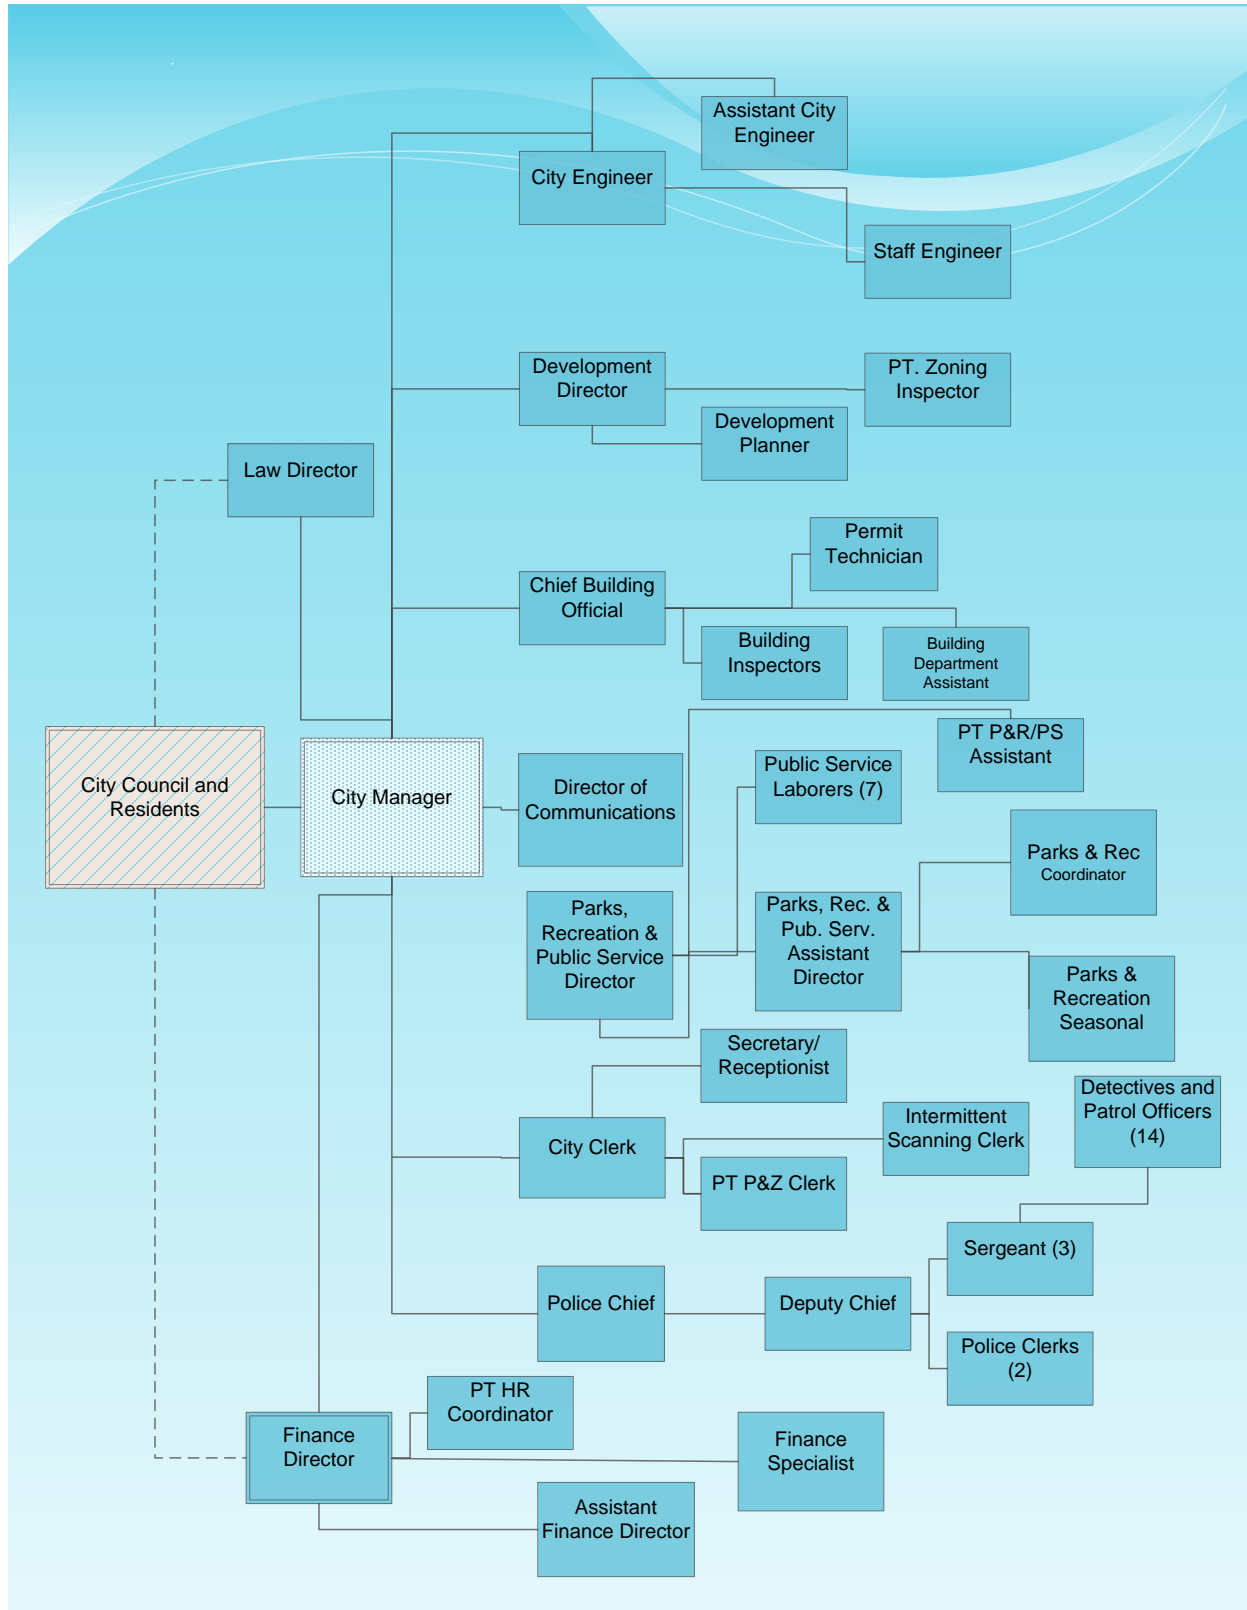 Assistant City
Engineer
City Engineer
Staff Engineer
Development
Director
PT. Zoning
Inspector
Development
Planner
Law Director
Permit
Technician
Chief Building
Official
Building
Inspectors
Building
Department
Assistant
PT P&R/PS
Assistant
Public Service
Laborers (7)
City Council and
Residents
City Manager
Director of
Communications
Parks & Rec
Coordinator
Parks,
Recreation &
Public Service
Director
Parks, Rec. &
Pub. Serv.
Assistant
Director
Parks &
Recreation
Seasonal
Secretary/
Receptionist
Detectives and
Patrol Officers
(14)
Intermittent
Scanning Clerk
City Clerk
PT P&Z Clerk
Sergeant (3)
Police Chief
Deputy Chief
Police Clerks
(2)
PT HR
Coordinator
Finance
Director
Finance
Specialist
Assistant
Finance Director